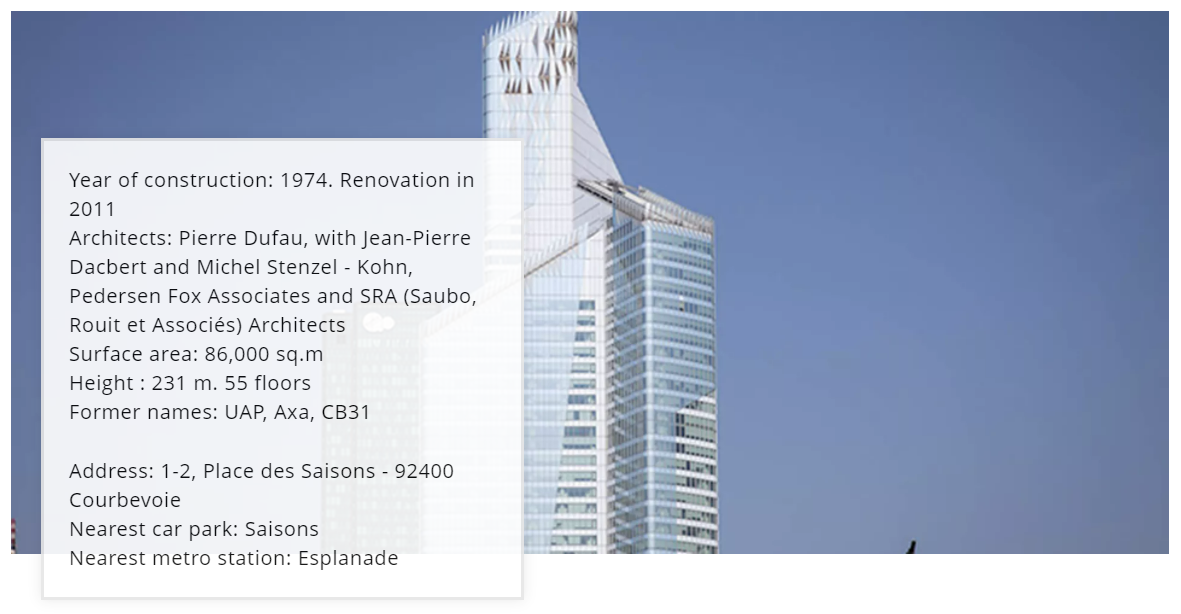 Year of construction: 1974. Renovation in
2011
Architects: Pierre Dufau, with Jean-Pierre
Dacbert and Michel Stenzel - Kohn,
Pedersen Fox Associates and SRA (Saubo,
Rouit et Associés) Architects
Surface area: 86,000 sq.m
Height : 231 m. 55 floors
Former names: UAP, Axa, CB31
Address: 1-2, Place des Saisons - 92400
Courbevoie
Nearest car park: Saisons
Nearest metro station: Esplanade